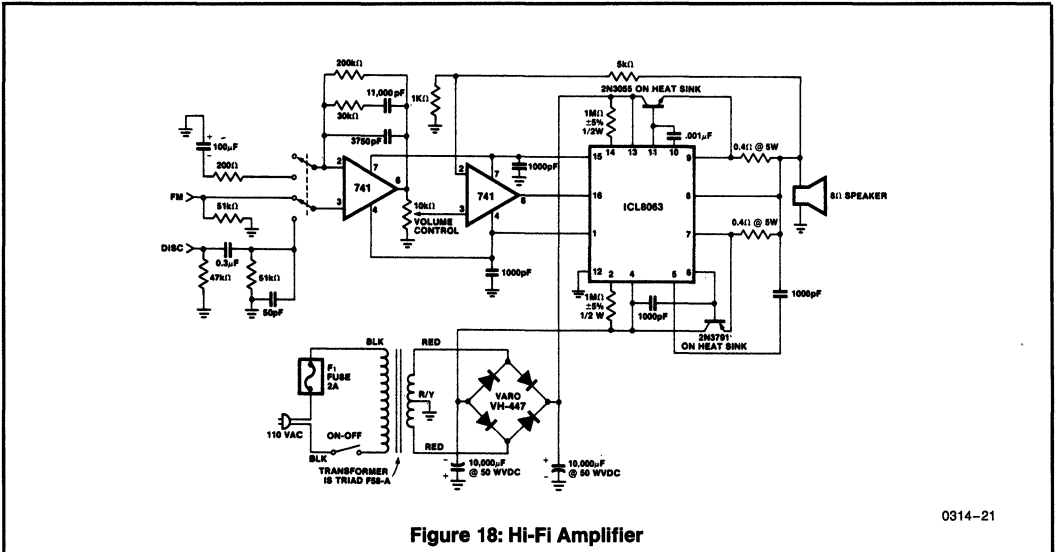 200kΩ
11,000pF
30kΩ
3750pF
1KΩ
5kΩ
2N3055 ON HEAT SINK
1MΩ
±5%
1/2W
.001µF
0.4Ω @ 5W
14 13 11 10
- +
100µF
-
200Ω
FM
51kΩ
DISC
0.3µF
47kΩ
51kΩ
50pF
2
3
7
4
6
741
10kΩ
VOLUME
CONTROL
2
3
7
4
6
741
1000pF
1000pF
15
16
1
12
ICL8063
9
8
7
2 4 5 6
8Ω SPEAKER
0.4Ω @ 5W
1MΩ
±5%
1/2 W
1000pF
1000pF
2N3791
ON HEAT SINK
BLK
RED
F1
FUSE
2A
R/Y
VARO
VH-447
110 VAC
ON-OFF
BLK
RED
TRANSFORMER
IS TRIAD F58-A
-
+
10,000µF
@ 50 WVDC
+
-
10,000µF
@ 50 WVDC
0314–21
Figure 18: Hi-Fi Amplifier